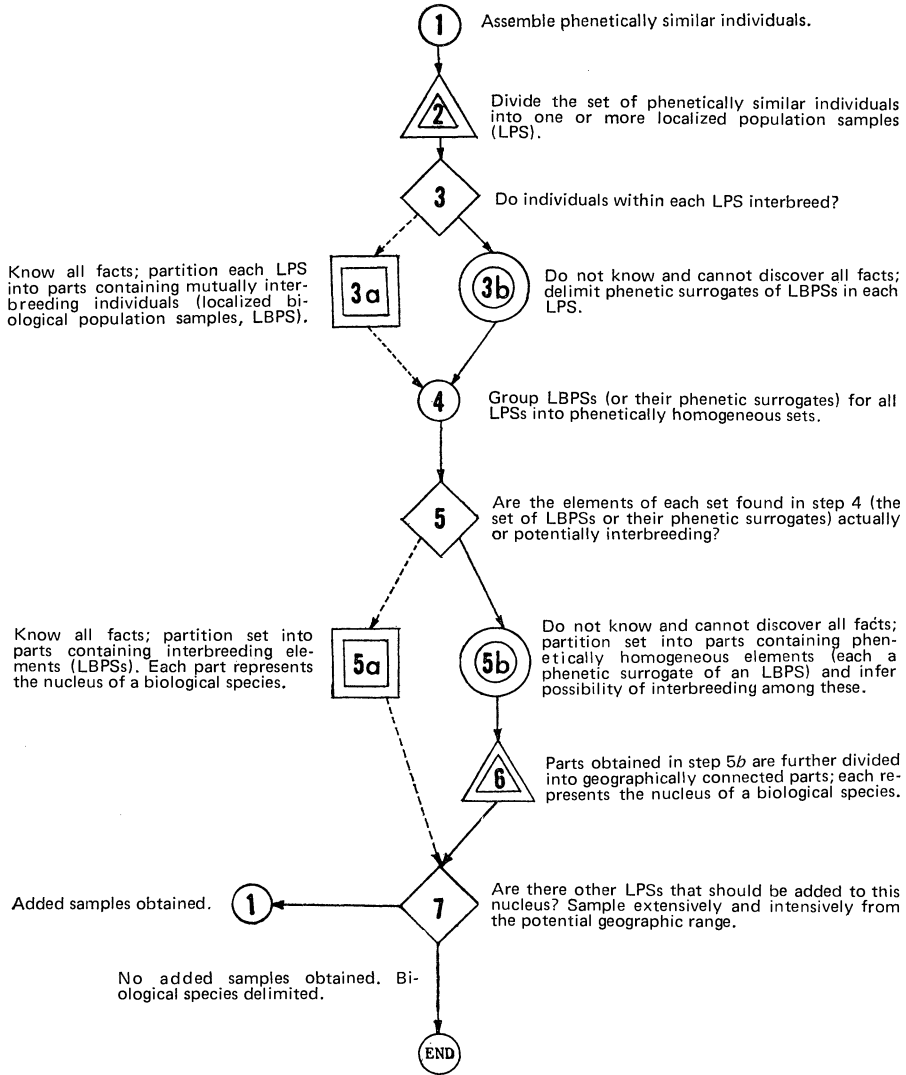 1
Assemble phenetically similar individuals.
2
Divide the set of phenetically similar individuals
into one or more localized population samples
(LPS).
3
Do individuals within each LPS interbreed?
Know all facts; partition each LPS
into parts containing mutually inter-
breeding individuals (localized bi-
ological population samples, LBPS).
3a
3b
Do not know and cannot discover all facts;
delimit phenetic surrogates of LBPSs in each
LPS.
4
Group LBPSs (or their phenetic surrogates) for all
LPSs into phenetically homogeneous sets.
5
Are the elements of each set found in step 4 (the
set of LBPSs or their phenetic surrogates) actually
or potentially interbreeding?
Know all facts; partition set into
parts containing interbreeding ele-
ments (LBPSs). Each part represents
the nucleus of a biological species.
5a
5b
Do not know and cannot discover all facts;
partition set into parts containing phen-
etically homogeneous elements (each a
phenetic surrogate of an LBPS) and infer
possibility of interbreeding among these.
6
Parts obtained in step 5b are further divided
into geographically connected parts; each re-
presents the nucleus of a biological species.
Added samples obtained.
1
7
Are there other LPSs that should be added to this
nucleus? Sample extensively and intensively from
the potential geographic range.
No added samples obtained. Bi-
ological species delimited.
END